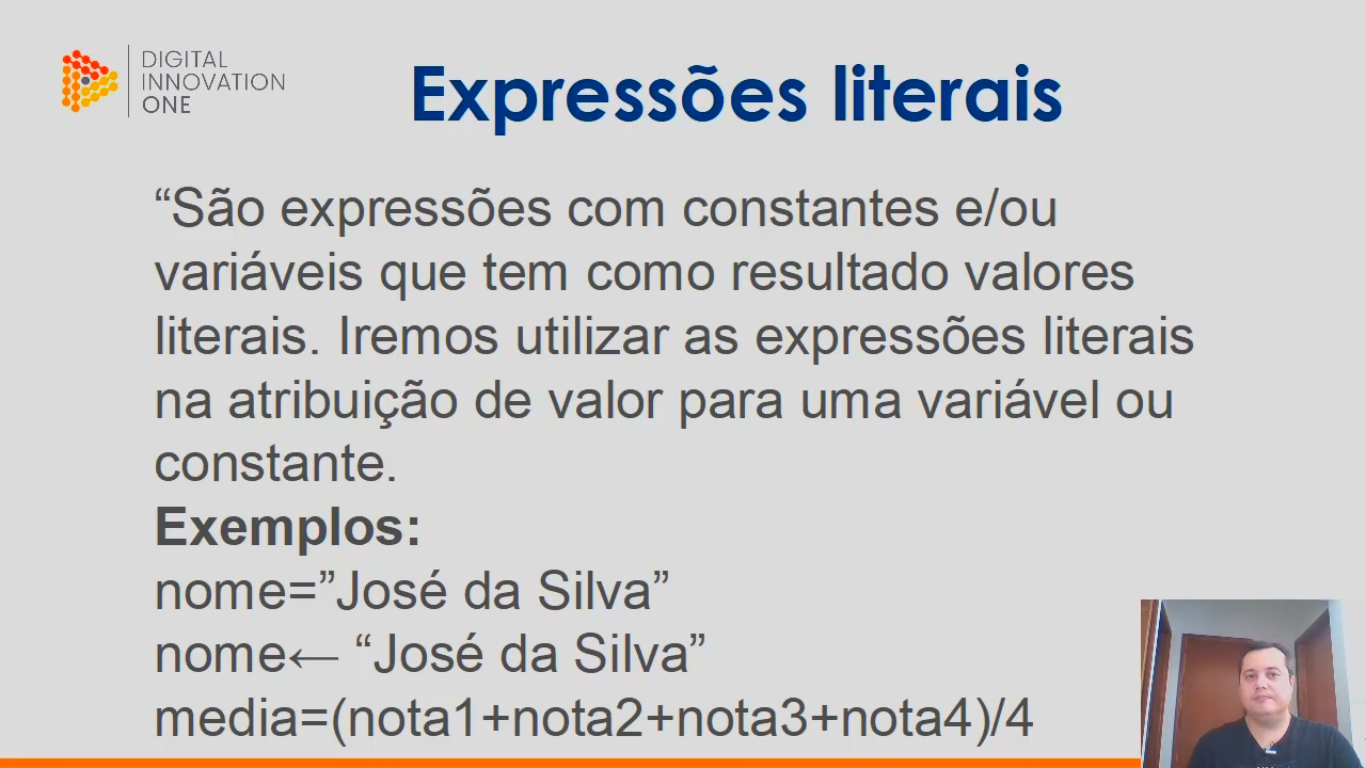 DIGITAL
INNOVATION
ONE
Expressões literais
“São expressões com constantes e/ou
variáveis que tem como resultado valores
literais. Iremos utilizar as expressões literais
na atribuição de valor para uma variável ou
constante.
Exemplos:
nome=”José da Silva”
nome← “José da Silva”
media=(nota1+nota2+nota3+nota4)/4